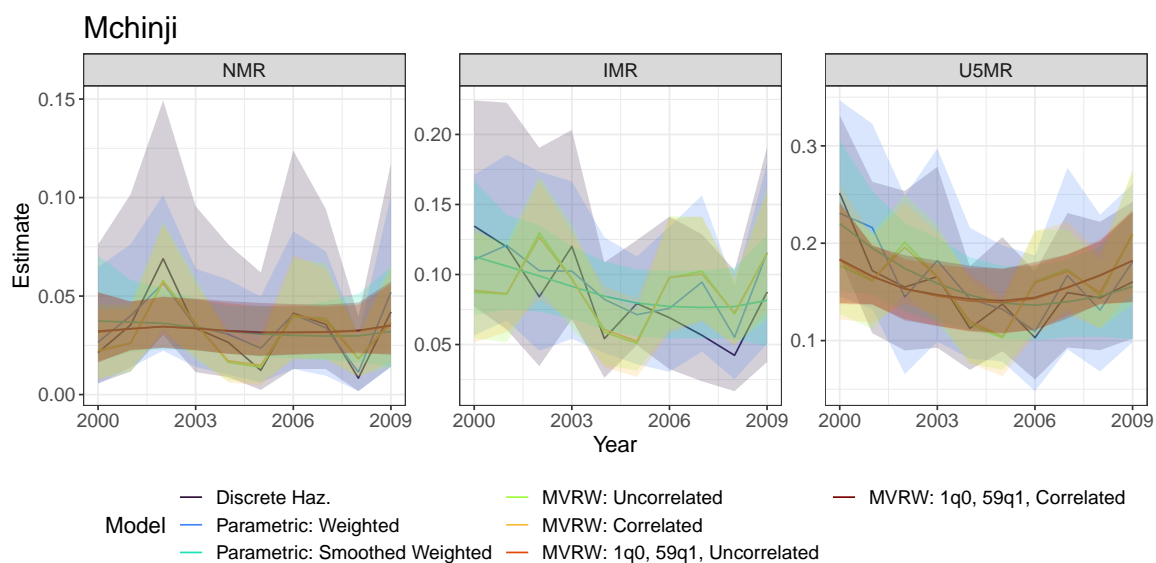 Mchinji
NMR IMR U5MR
0.15
0.10
0.05
0.00
0.20
0.15
0.10
0.05
0.3
0.2
0.1
Estimate
2000 2003 2006 2009 2000 2003 2006 2009 2000 2003 2006 2009
Year
Model
Discrete Haz.
Parametric: Weighted
Parametric: Smoothed Weighted
MVRW: Uncorrelated
MVRW: Correlated
MVRW: 1q0, 59q1, Uncorrelated
MVRW: 1q0, 59q1, Correlated